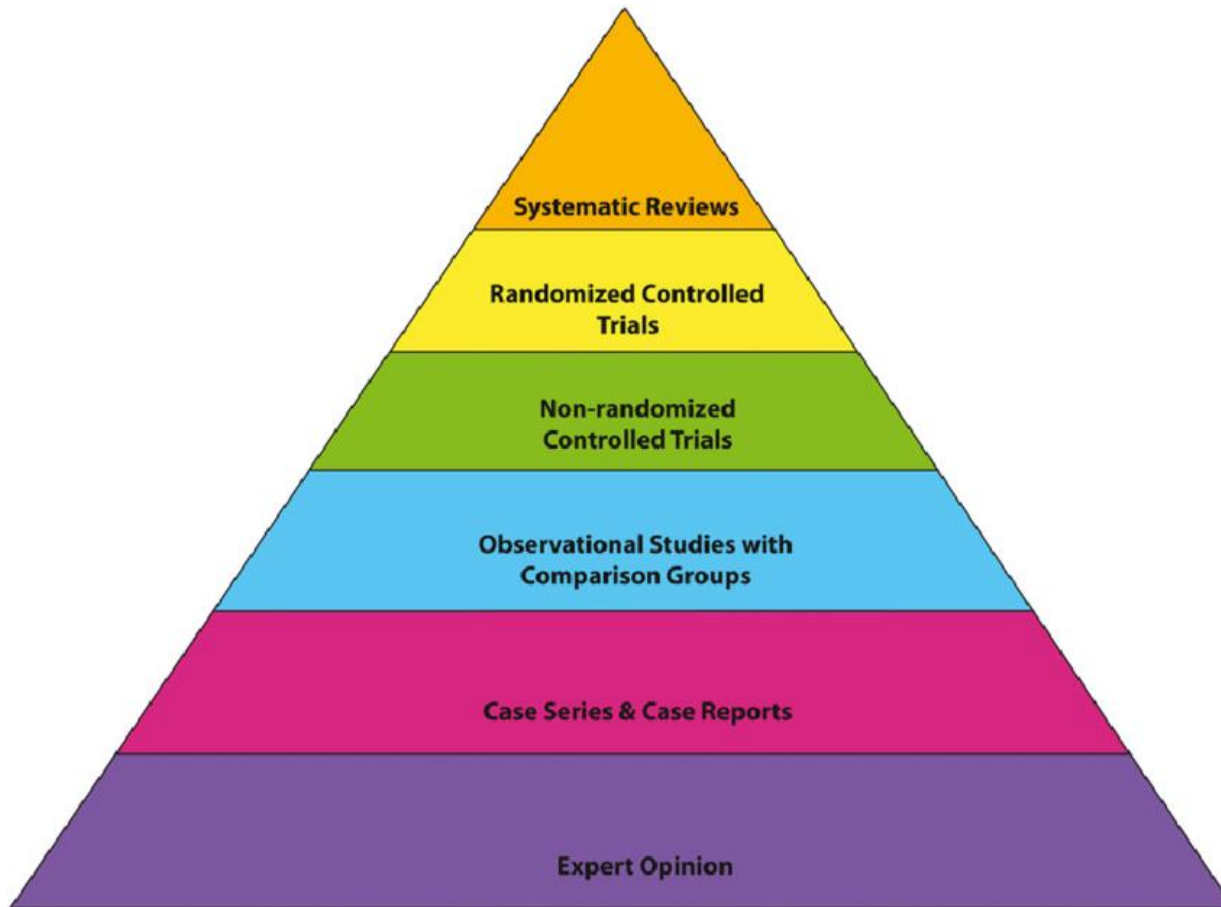 Systematic Reviews
Randomized Controlled
Trials
Non-randomized
Controlled Trials
Observational Studies with
Comparison Groups
Case Series & Case Reports
Expert Opinion